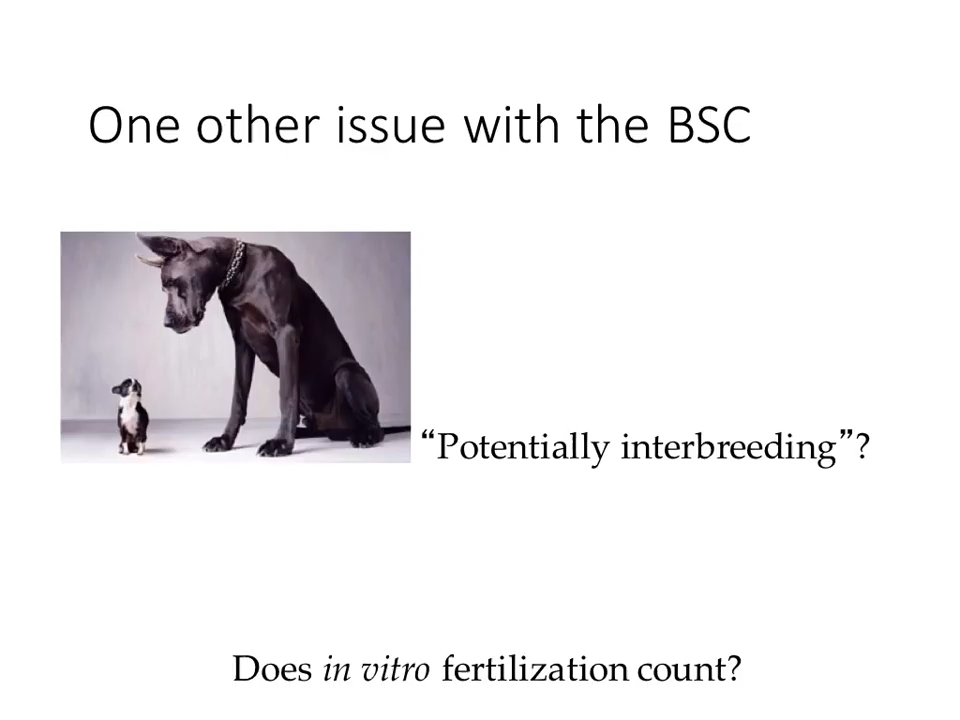 One other issue with the BSC
“Potentially interbreeding”?
Does in vitro fertilization count?